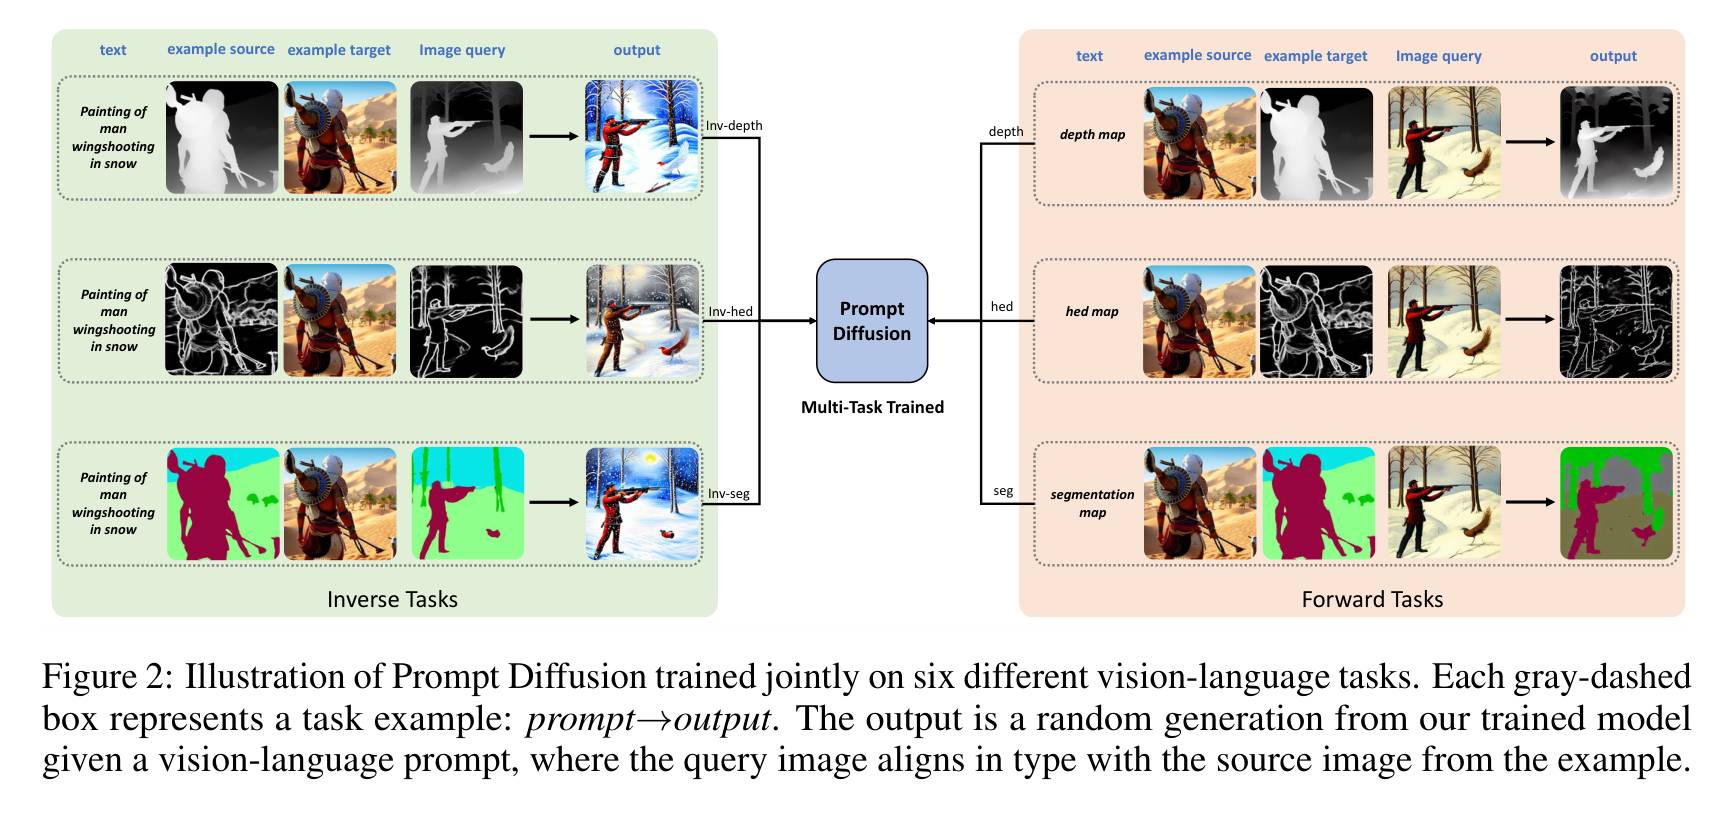 text example source example target Image query output
Painting of
man
wingshooting
in snow
Inv-depth
Painting of
man
wingshooting
in snow
Inv-hed
Painting of
man
wingshooting
in snow
Inv-seg
Inverse Tasks
Prompt
Diffusion
Multi-Task Trained
text example source example target Image query output
depth
depth map
hed
hed map
seg
segmentation
map
Forward Tasks
Figure 2: Illustration of Prompt Diffusion trained jointly on six different vision-language tasks. Each gray-dashed
box represents a task example: prompt→output. The output is a random generation from our trained model
given a vision-language prompt, where the query image aligns in type with the source image from the example.